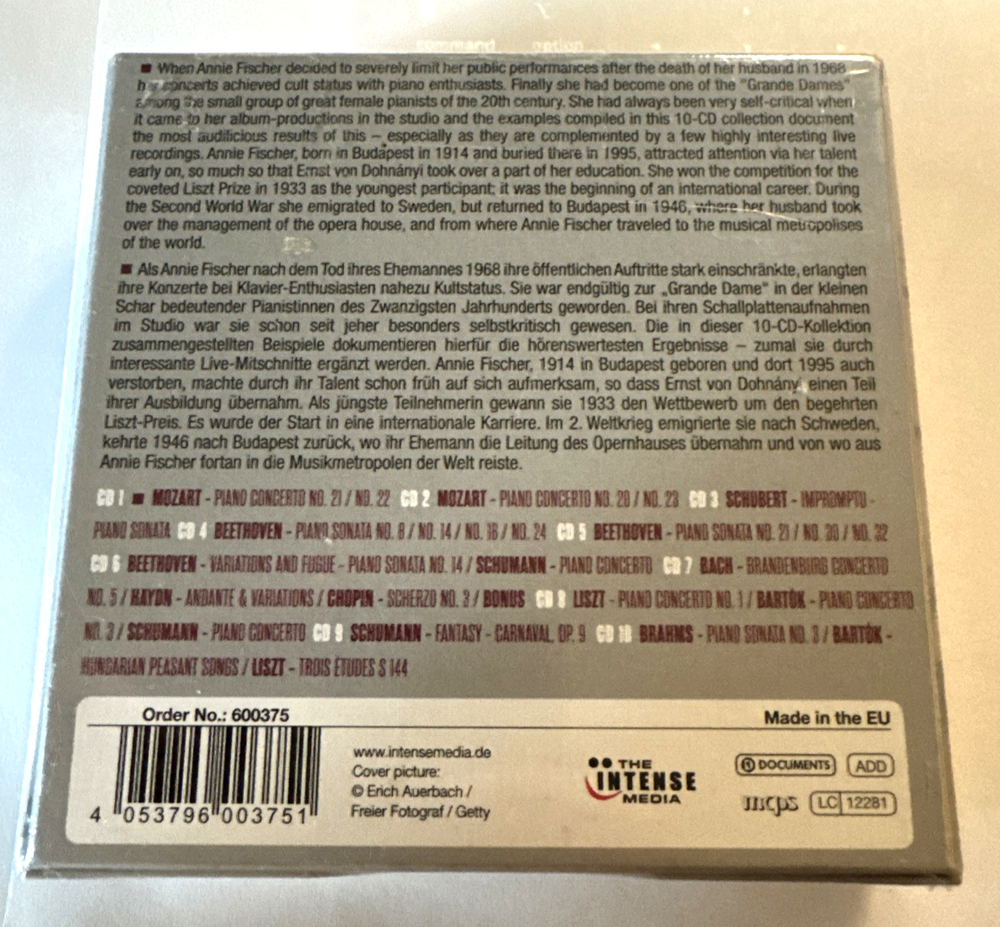 ■ When Annie Fischer decided to severely limit her public performances after the death of her husband in 1968
her concerts achieved cult status with piano enthusiasts. Finally she had become one of the "Grande Dames"
among the small group of great female pianists of the 20th century. She had always been very self-critical when
it came to her album-productions in the studio and the examples compiled in this 10-CD collection document
the most audilicious results of this – especially as they are complemented by a few highly interesting live
recordings. Annie Fischer, born in Budapest in 1914 and buried there in 1995, attracted attention via her talent
early on, so much so that Ernst von Dohnányi took over a part of her education. She won the competition for the
coveted Liszt Prize in 1933 as the youngest participant; it was the beginning of an international career. During
the Second World War she emigrated to Sweden, but returned to Budapest in 1946, where her husband took
over the management of the opera house, and from where Annie Fischer traveled to the musical metropolises
of the world.
■ Als Annie Fischer nach dem Tod ihres Ehemannes 1968 ihre öffentlichen Auftritte stark einschränkte, erlangten
ihre Konzerte bei Klavier-Enthusiasten nahezu Kultstatus. Sie war endgültig zur „Grande Dame" in der kleinen
Schar bedeutender Pianistinnen des Zwanzigsten Jahrhunderts geworden. Bei ihren Schallplattenaufnahmen
im Studio war sie schon seit jeher besonders selbstkritisch gewesen. Die in dieser 10-CD-Kollektion
zusammengestellten Beispiele dokumentieren hierfür die hörenswertesten Ergebnisse – zumal sie durch
interessante Live-Mitschnitte ergänzt werden. Annie Fischer, 1914 in Budapest geboren und dort 1995 auch
verstorben, machte durch ihr Talent schon früh auf sich aufmerksam, so dass Ernst von Dohnányi einen Teil
ihrer Ausbildung übernahm. Als jüngste Teilnehmerin gewann sie 1933 den Wettbewerb um den begehrten
Liszt-Preis. Es wurde der Start in eine internationale Karriere. Im 2. Weltkrieg emigrierte sie nach Schweden,
kehrte 1946 nach Budapest zurück, wo ihr Ehemann die Leitung des Opernhauses übernahm und von wo aus
Annie Fischer fortan in die Musikmetropolen der Welt reiste.
CD 1 ■ MOZART - PIANO CONCERTO NO. 21 / NO. 22 CD 2 MOZART - PIANO CONCERTO NO. 20 / NO. 23 CD 3 SCHUBERT - IMPROMPTU -
PIANO SONATA CD 4 BEETHOVEN - PIANO SONATA NO. 8 / NO. 14 / NO. 18 / NO. 24 CD 5 BEETHOVEN - PIANO SONATA NO. 21 / NO. 30 / NO. 32
CD 6 BEETHOVEN - VARIATIONS AND FUGUE - PIANO SONATA NO. 14 / SCHUMANN - PIANO CONCERTO CD 7 BACH - BRANDENBURG CONCERTO
NO. 5 / HAYDN - ANDANTE & VARIATIONS / CHOPIN - SCHERZO NO. 3 / BONUS CD 8 LISZT - PIANO CONCERTO NO. 1 / BARTÓK - PIANO CONCERTO
NO. 3 / SCHUMANN - PIANO CONCERTO CD 9 SCHUMANN - FANTASY - CARNAVAL, OP. 9 CD 10 BRAHMS - PIANO SONATA NO. 3 / BARTÓK -
HUNGARIAN PEASANT SONGS / LISZT - TROIS ÉTUDES S 144
Order No.: 600375
Made in the EU
4 053796 003751
www.intensemedia.de
Cover picture:
© Erich Auerbach /
Freier Fotograf / Getty
THE
INTENSE
MEDIA
DOCUMENTS
ADD
mcps
LC 12281